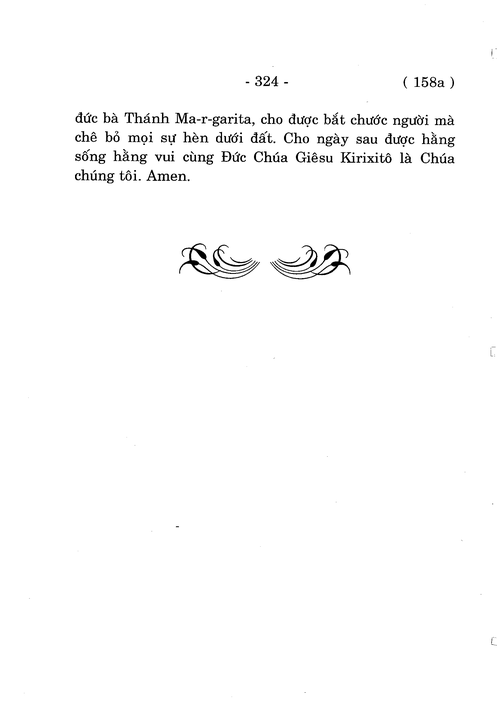 - 324 - ( 158a )
đức bà Thánh Ma-r-garita, cho được bắt chước người mà
chê bỏ mọi sự hèn dưới đất. Cho ngày sau được hằng
sống hằng vui cùng Đức Chúa Giêsu Kirixitô là Chúa
chúng tôi. Amen.